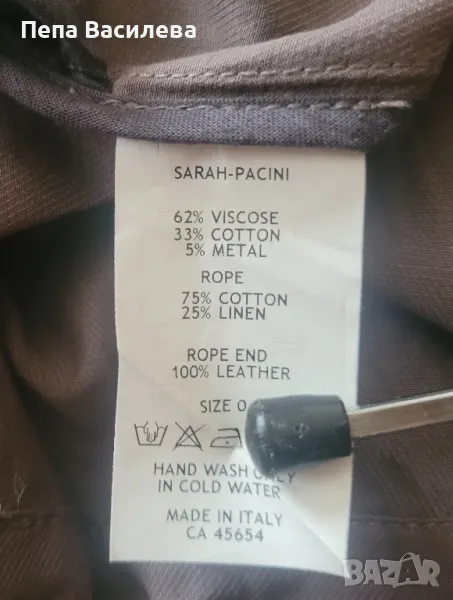 Пепа Василева
SARAH-PACINI
62% VISCOSE
33% COTTON
5% METAL
ROPE
75% COTTON
25% LINEN
ROPE END
100% LEATHER
SIZE 0
HAND WASH ONLY
IN COLD WATER
MADE IN ITALY
CA 45654
BAZAR